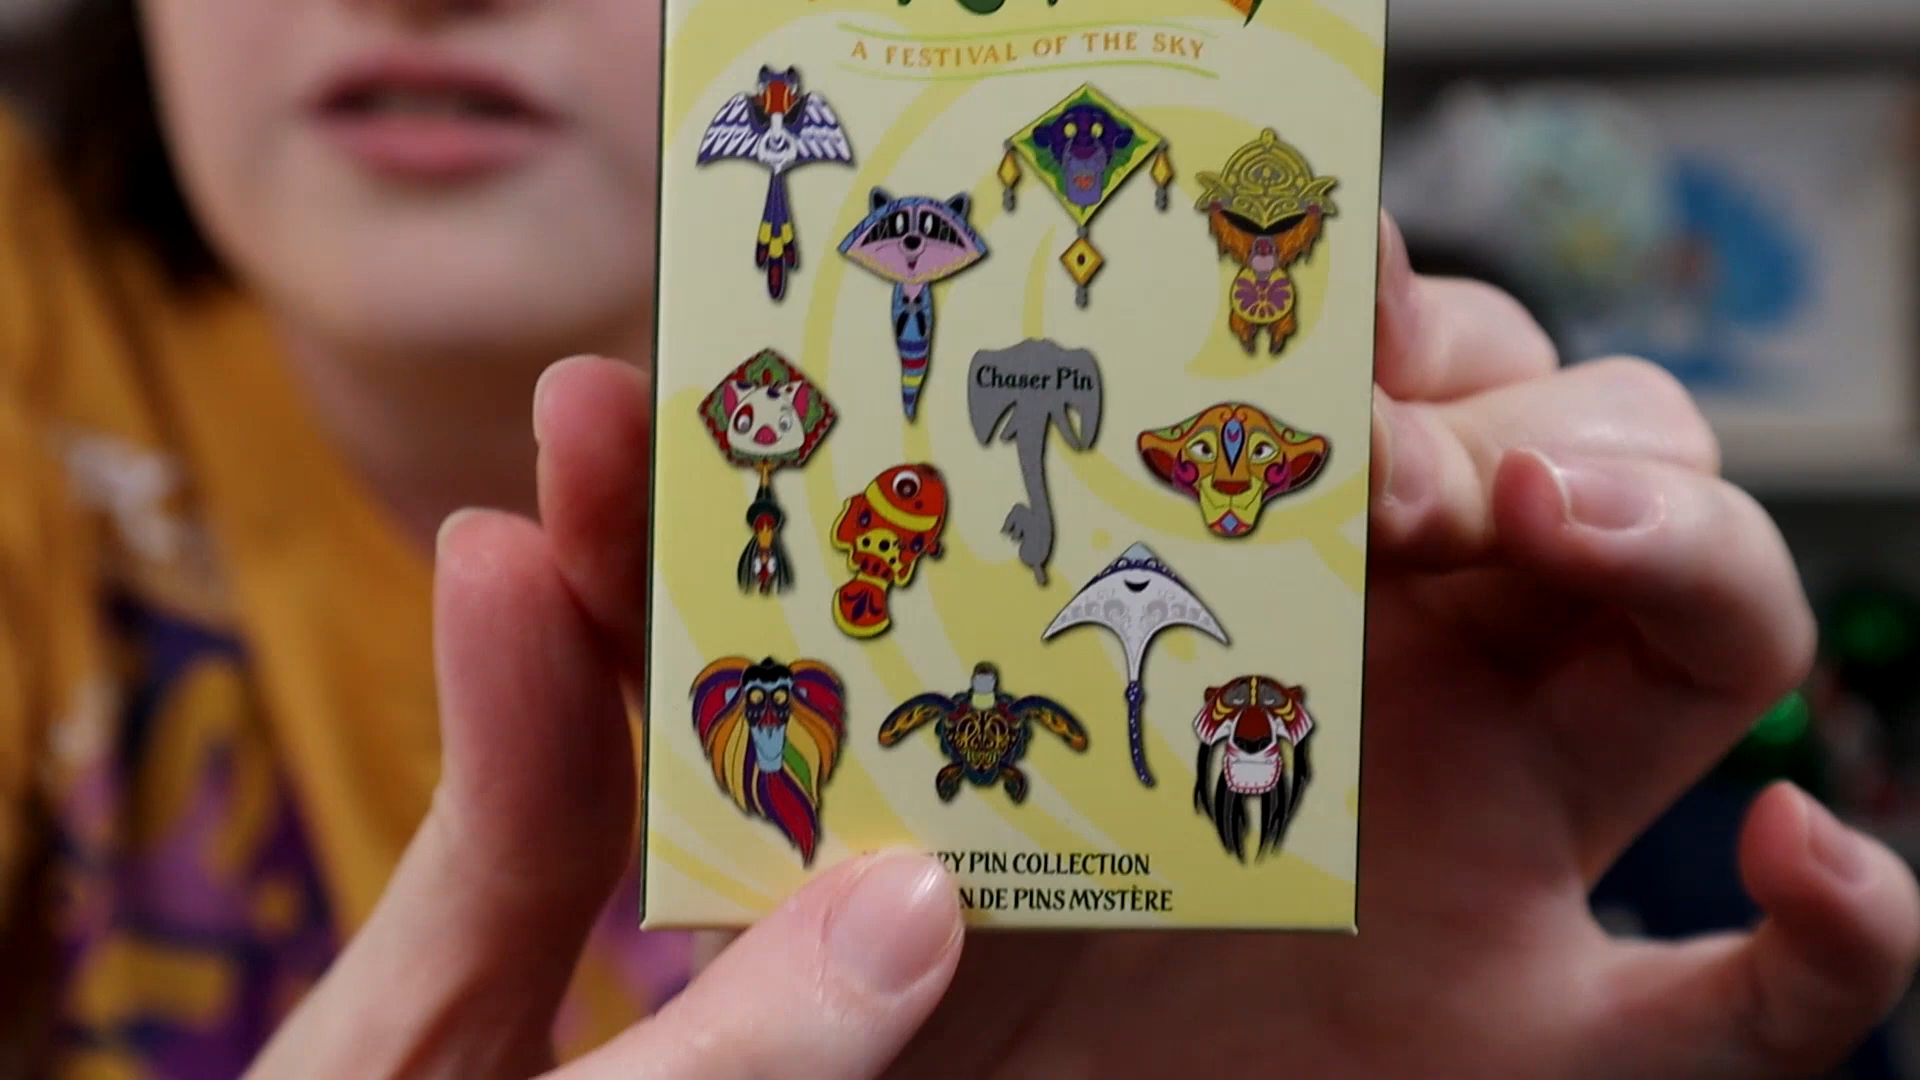 A FESTIVAL OF THE SKY
Chaser Pin
PIN COLLECTION
DE PINS MYSTÈRE